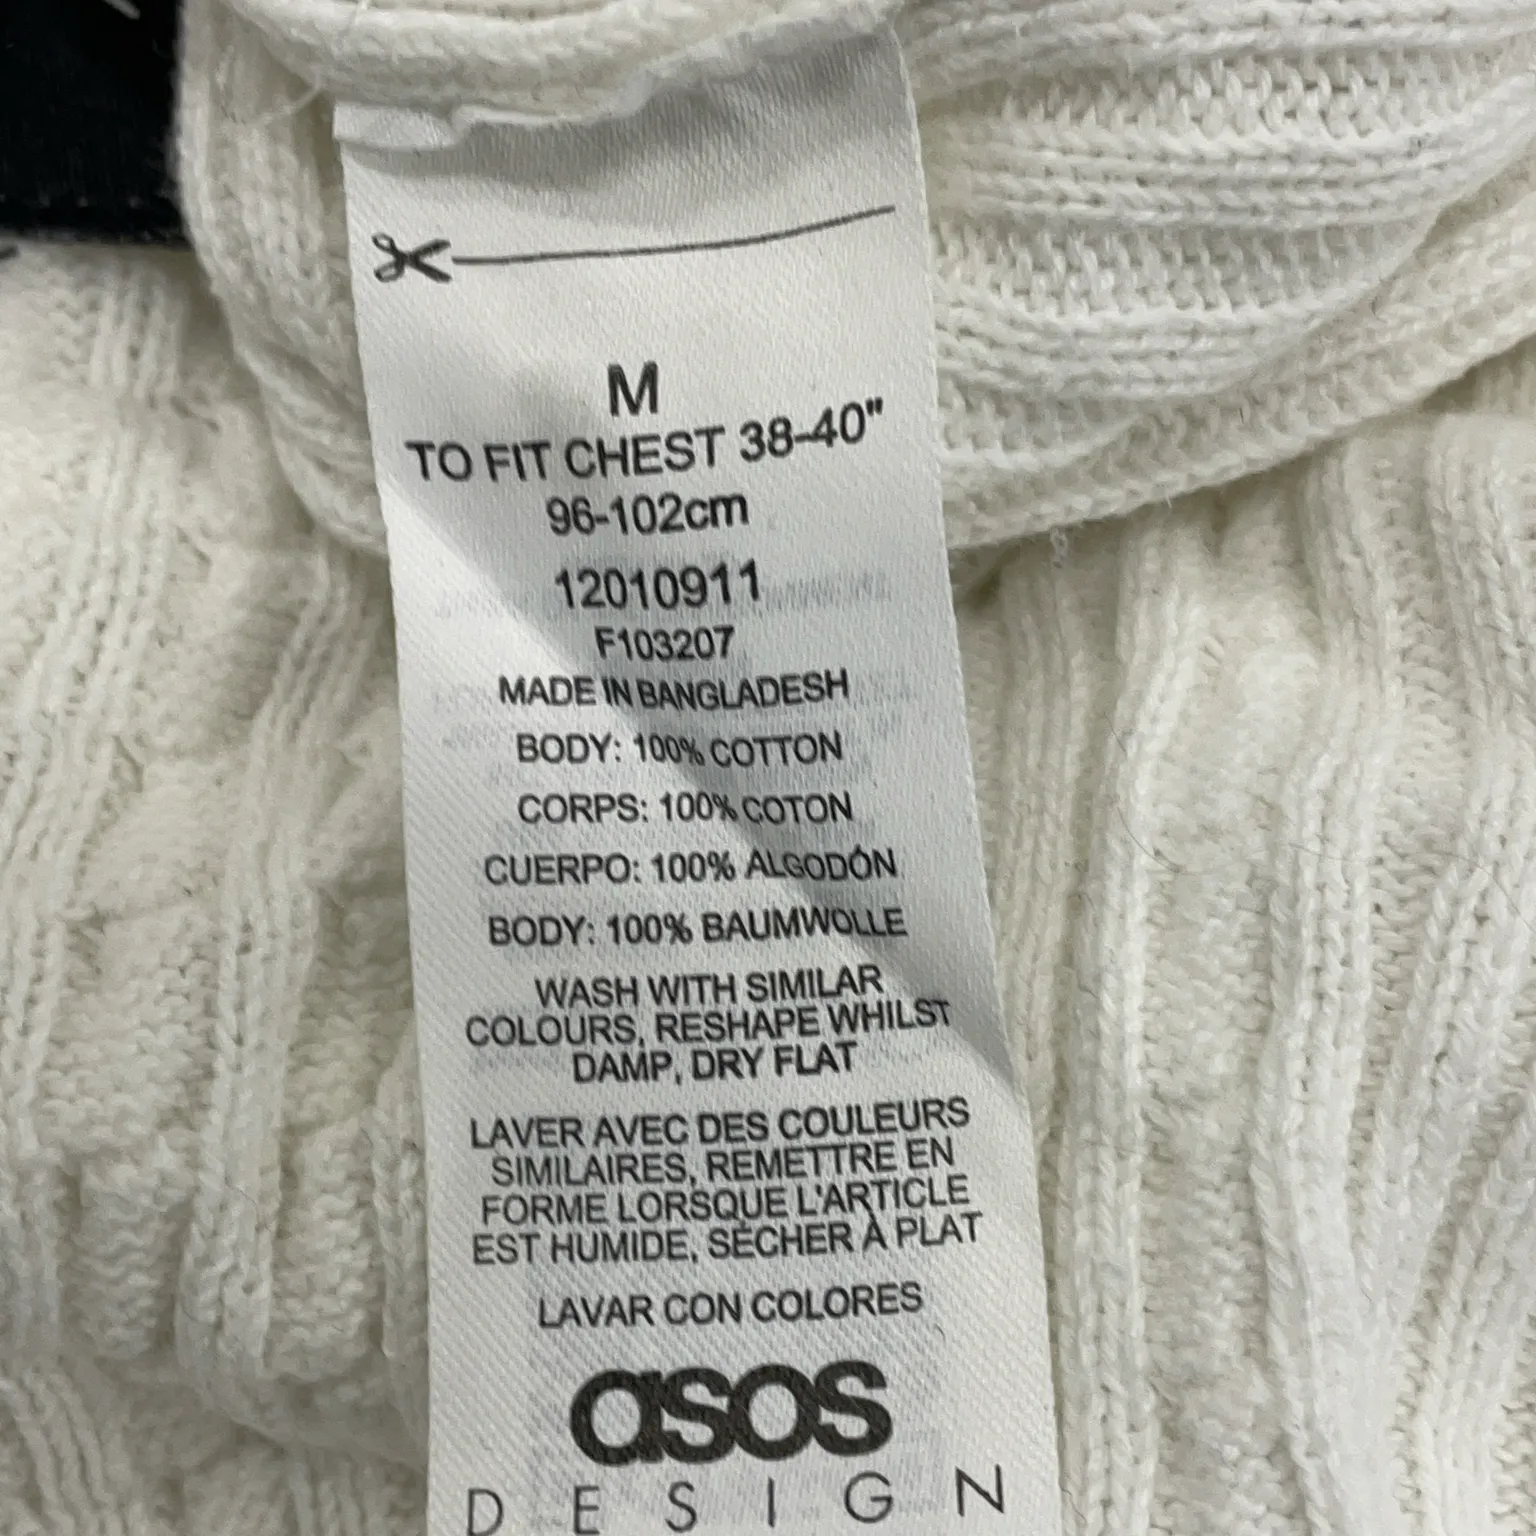 M
TO FIT CHEST 38-40"
96-102cm
12010911
F103207
MADE IN BANGLADESH
BODY: 100% COTTON
CORPS: 100% COTON
CUERPO: 100% ALGODÓN
BODY: 100% BAUMWOLLE
WASH WITH SIMILAR
COLOURS, RESHAPE WHILST
DAMP, DRY FLAT
LAVER AVEC DES COULEURS
SIMILAIRES, REMETTRE EN
FORME LORSQUE L'ARTICLE
EST HUMIDE, SÉCHER À PLAT
LAVAR CON COLORES
asos
DESIGN